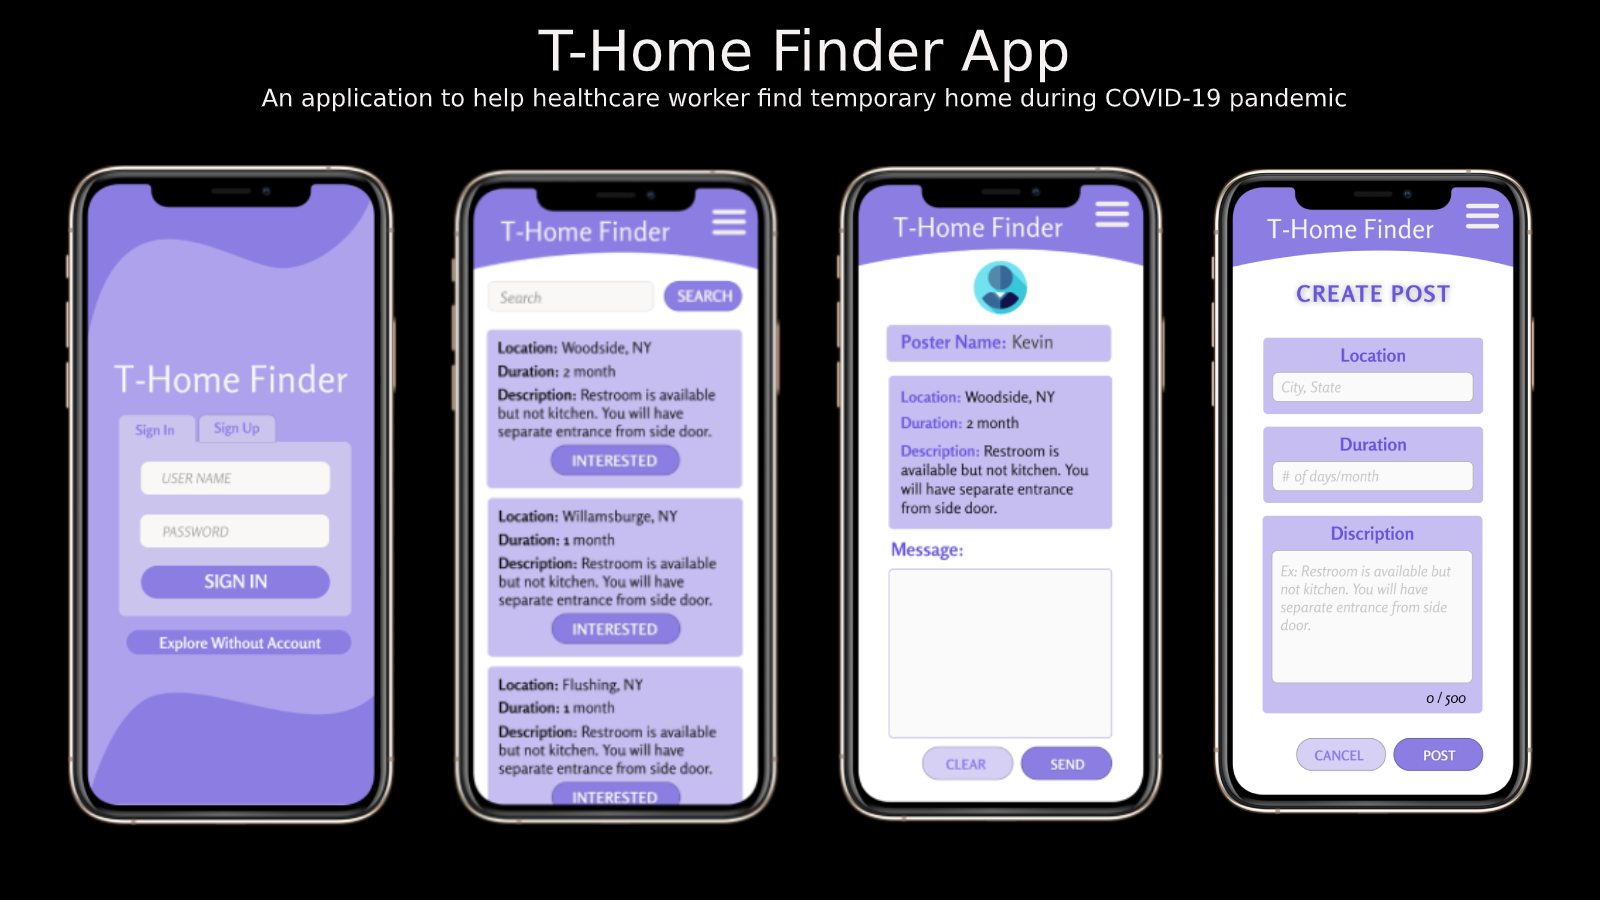 T-Home Finder App
An application to help healthcare worker find temporary home during COVID-19 pandemic
T-Home Finder
Sign In
Sign Up
USER NAME
PASSWORD
SIGN IN
Explore Without Account
T-Home Finder
Search
SEARCH
Location: Woodside, NY
Duration: 2 month
Description: Restroom is available
but not kitchen. You will have
separate entrance from side door.
INTERESTED
Location: Willamsburge, NY
Duration: 1 month
Description: Restroom is available
but not kitchen. You will have
separate entrance from side door.
INTERESTED
Location: Flushing, NY
Duration: 1 month
Description: Restroom is available
but not kitchen. You will have
separate entrance from side door.
INTERESTED
T-Home Finder
Poster Name: Kevin
Location: Woodside, NY
Duration: 2 month
Description: Restroom is
available but not kitchen. You
will have separate entrance
from side door.
Message:
CLEAR
SEND
T-Home Finder
CREATE POST
Location
City, State
Duration
# of days/month
Discription
Ex: Restroom is available but
not kitchen. You will have
separate entrance from side
door.
0 / 500
CANCEL
POST